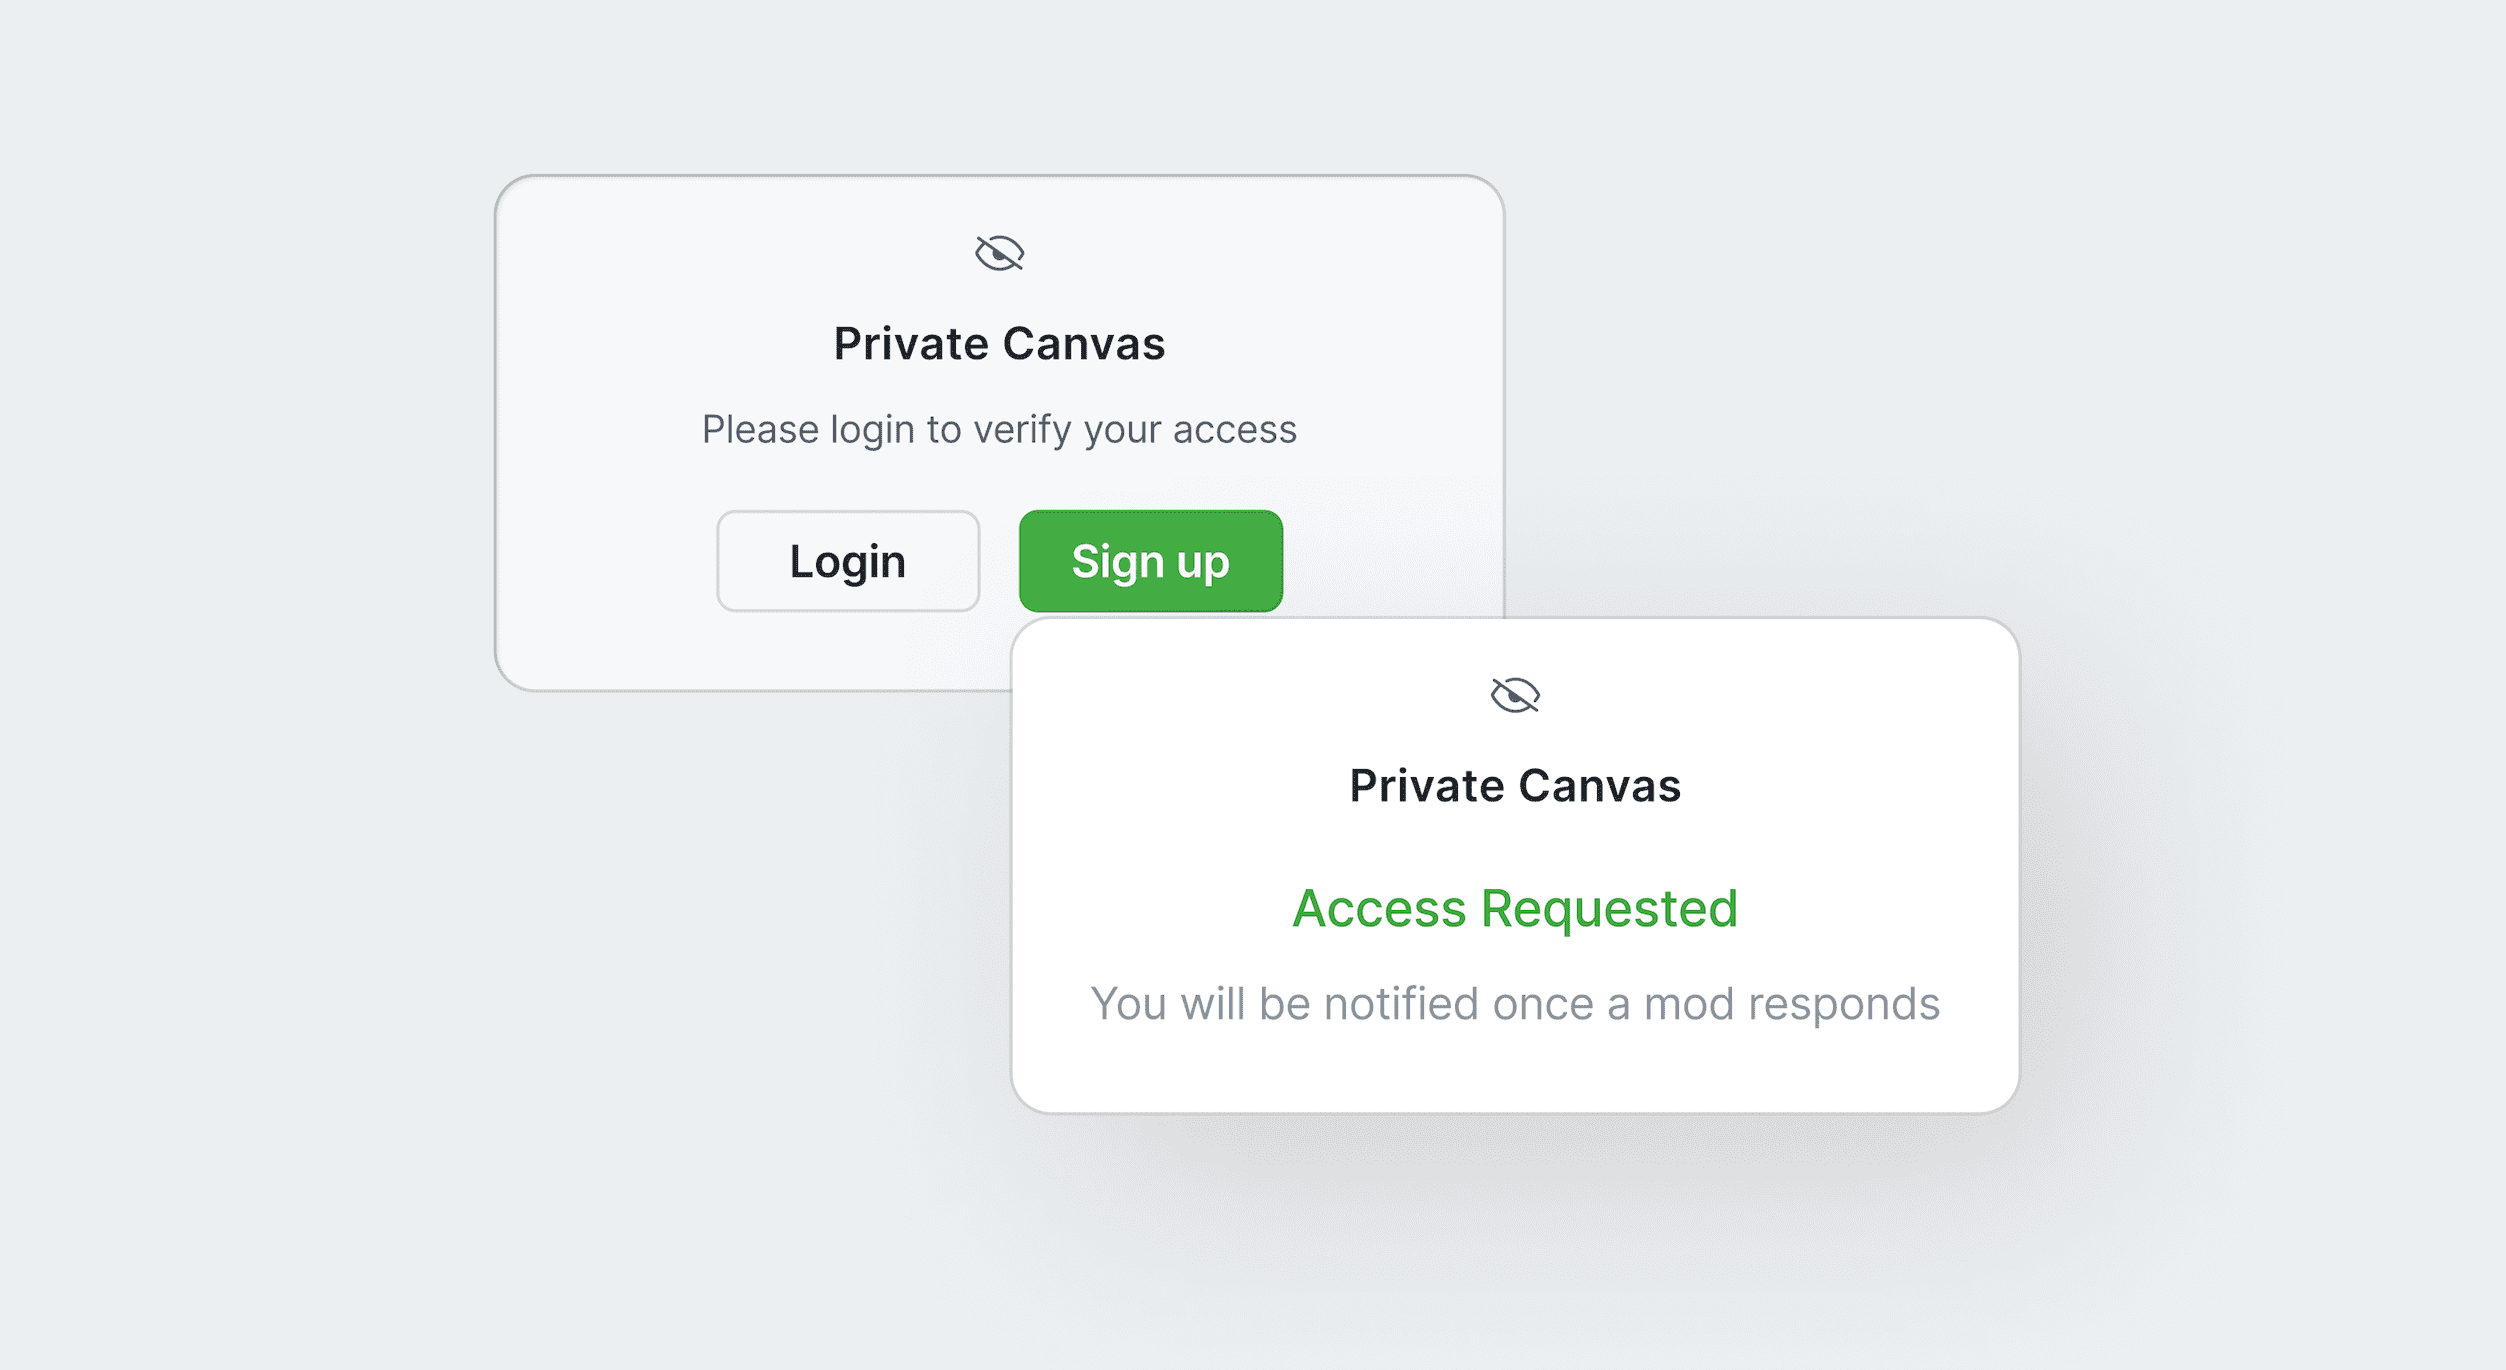 Private Canvas
Please login to verify your access
Login
Sign up
Private Canvas
Access Requested
You will be notified once a mod responds